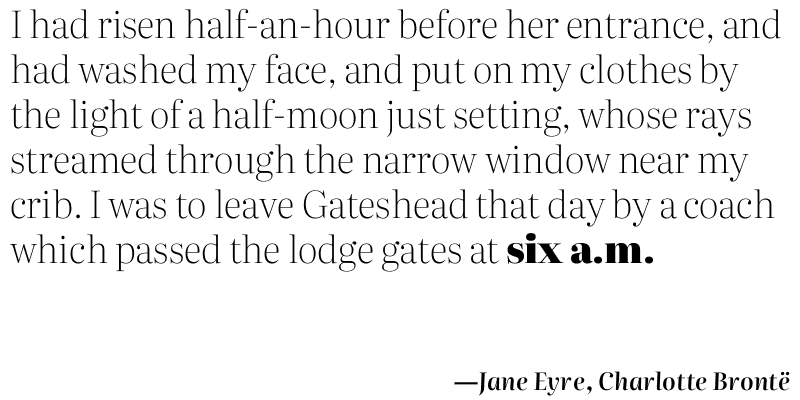 I had risen half-an-hour before her entrance, and
had washed my face, and put on my clothes by
the light of a half-moon just setting, whose rays
streamed through the narrow window near my
crib. I was to leave Gateshead that day by a coach
which passed the lodge gates at six a.m.
—Jane Eyre, Charlotte Brontë